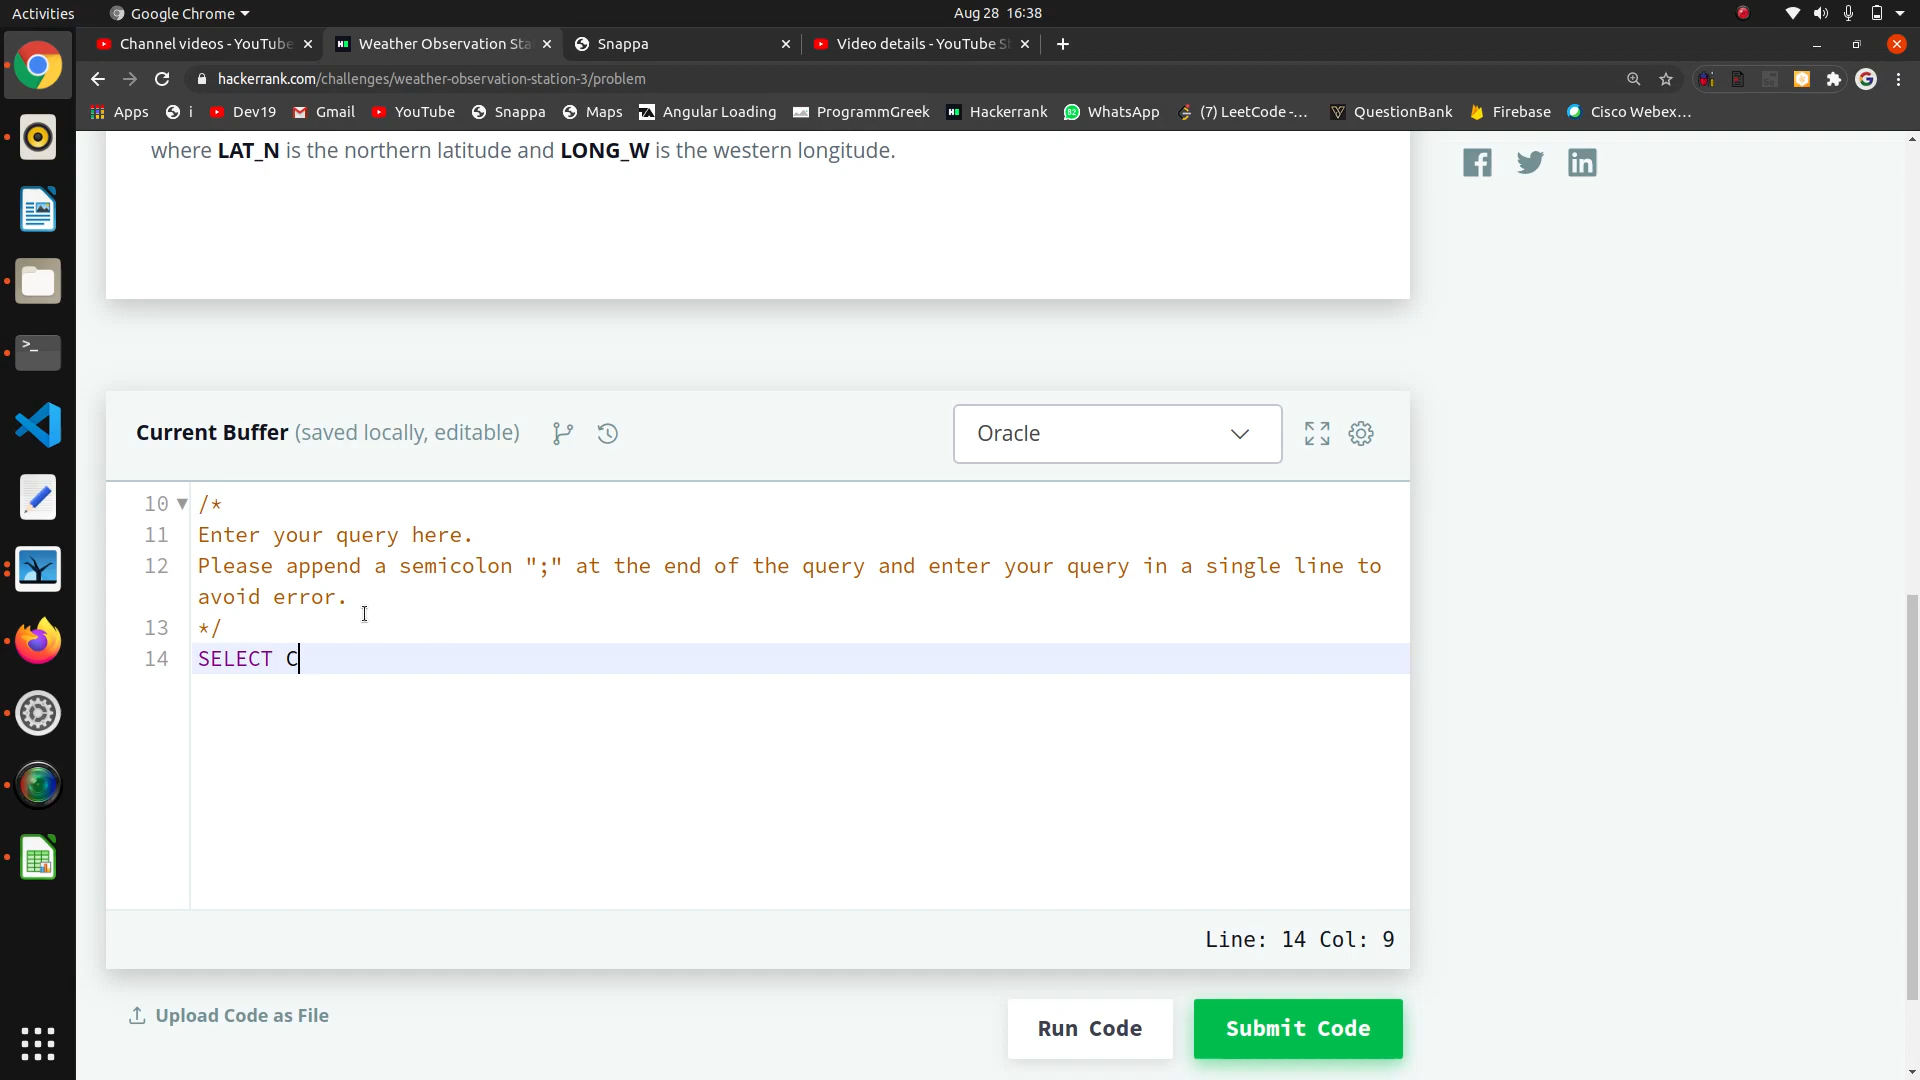 Activities
Google Chrome
Aug 28 16:38
Channel videos - YouTube
Weather Observation Sta
Snappa
Video details - YouTube S
hackerrank.com/challenges/weather-observation-station-3/problem
Apps
i
Dev19
Gmail
YouTube
Snappa
Maps
Angular Loading
ProgrammGreek
Hackerrank
WhatsApp
(7) LeetCode -...
QuestionBank
Firebase
Cisco Webex...
where LAT_N is the northern latitude and LONG_W is the western longitude.
Current Buffer (saved locally, editable)
Oracle
10 /*
11 Enter your query here.
12 Please append a semicolon ";" at the end of the query and enter your query in a single line to
avoid error.
13 */
14 SELECT C
Line: 14 Col: 9
Upload Code as File
Run Code
Submit Code